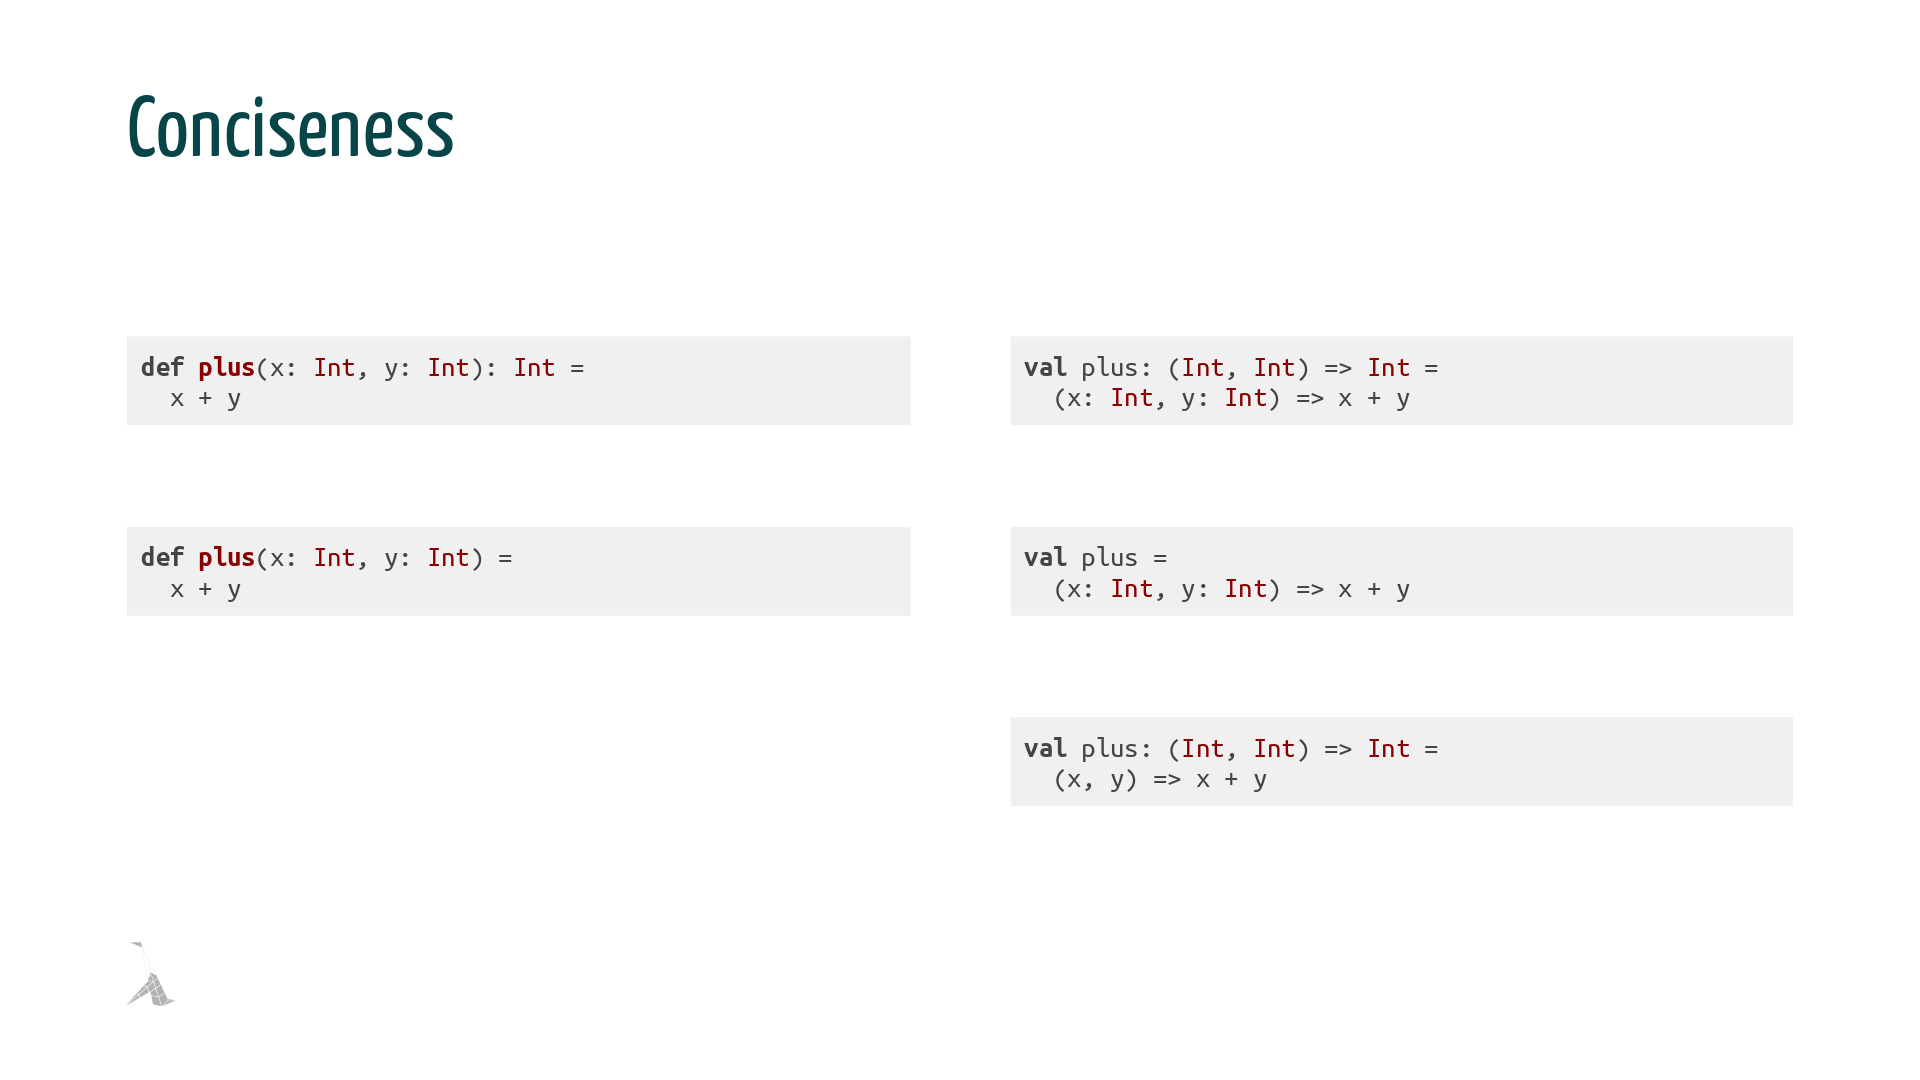 Conciseness
def plus(x: Int, y: Int): Int =
  x + y
def plus(x: Int, y: Int) =
  x + y
val plus: (Int, Int) => Int =
  (x: Int, y: Int) => x + y
val plus =
  (x: Int, y: Int) => x + y
val plus: (Int, Int) => Int =
  (x, y) => x + y